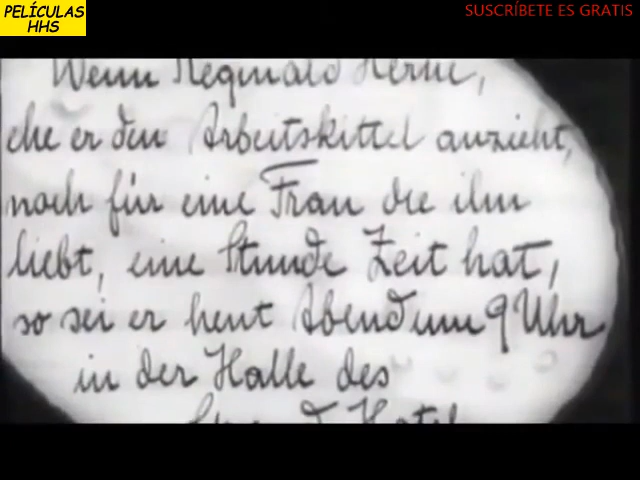 PELÍCULAS
HHS
SUSCRÍBETE ES GRATIS
Wenn Reginald Herne,
ehe er den Arbeitskittel anzieht,
noch für eine Frau die ihn
liebt, eine Stunde Zeit hat,
so sei er heut Abend um 9 Uhr
in der Halle des
Hotel